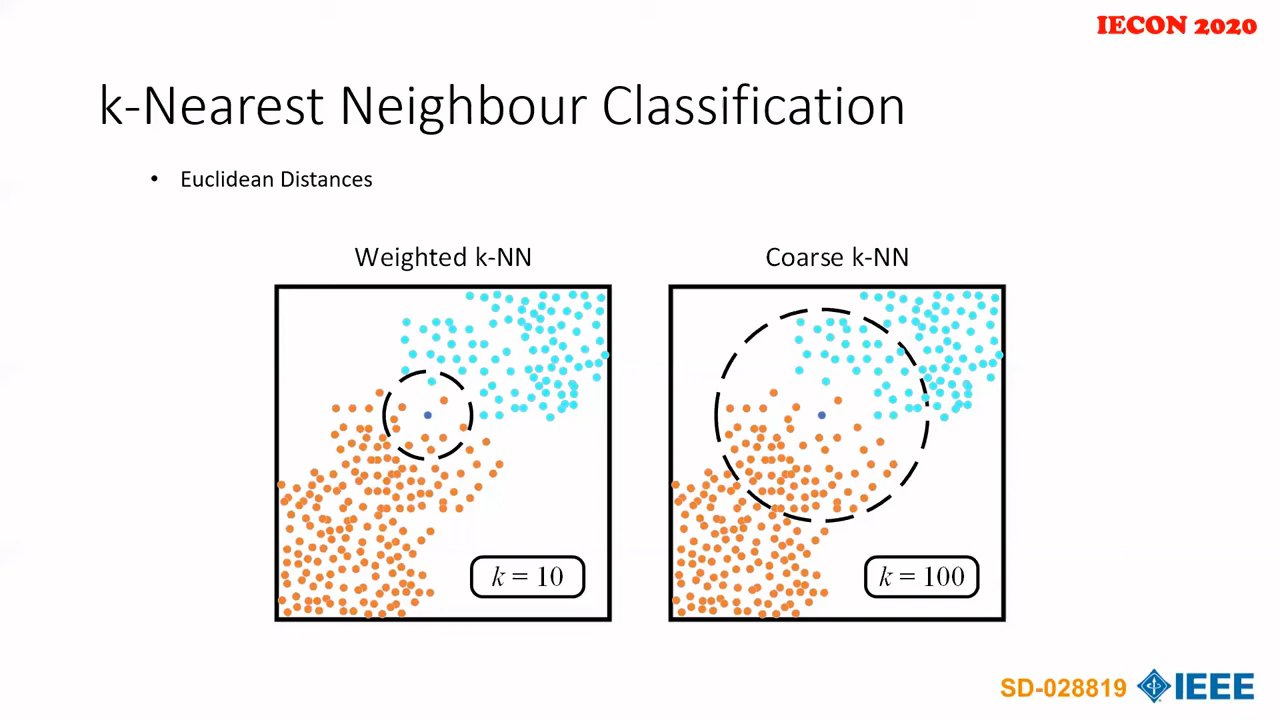 IECON 2020
k-Nearest Neighbour Classification
• Euclidean Distances
Weighted k-NN
Coarse k-NN
k = 10
k = 100
SD-028819
IEEE